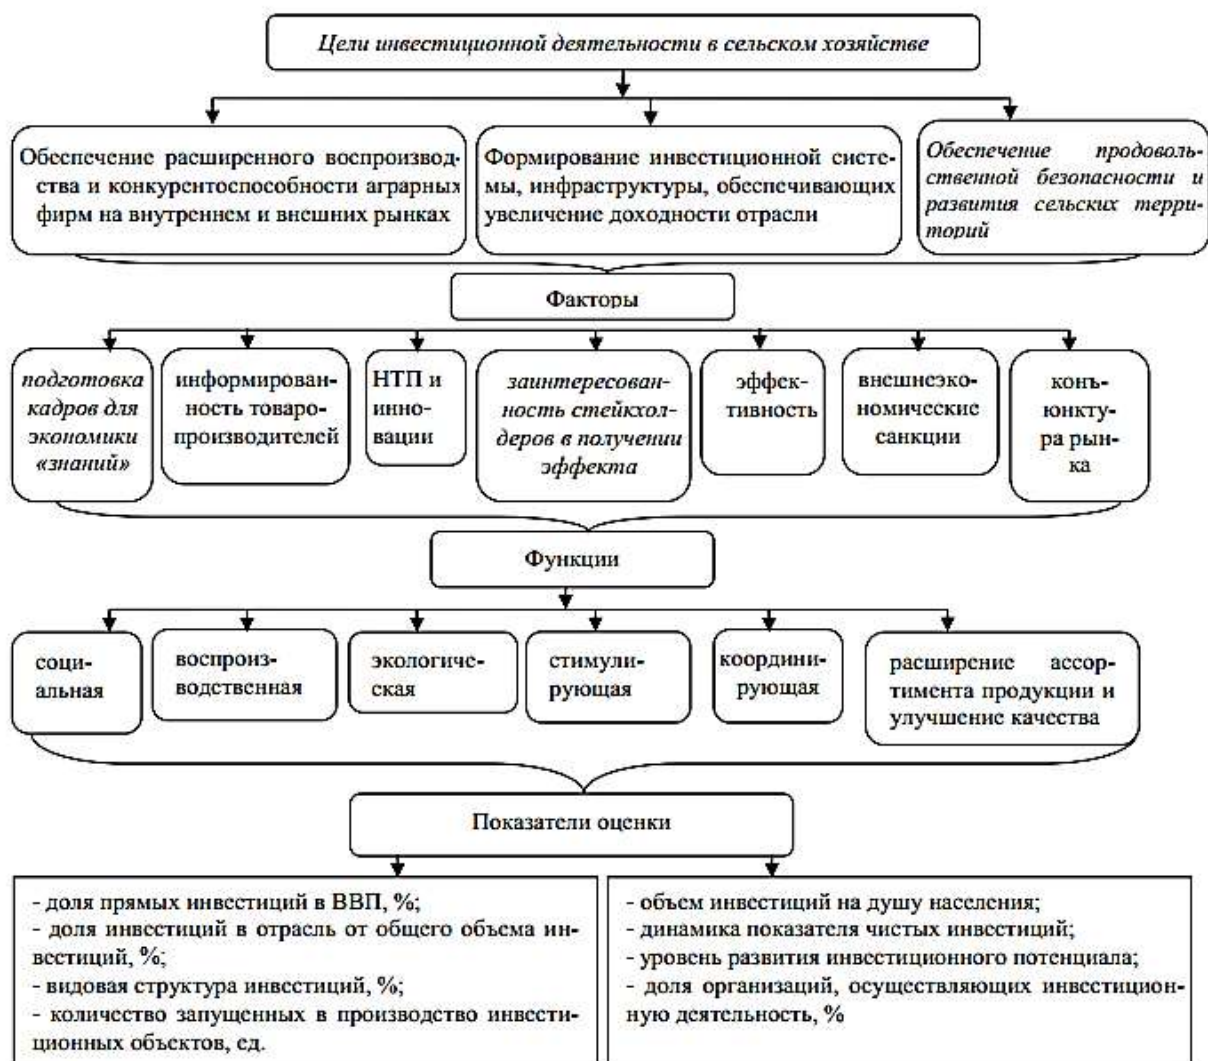 Цели инвестиционной деятельности в сельском хозяйстве
Обеспечение расширенного воспроизвод-
ства и конкурентоспособности аграрных
фирм на внутреннем и внешних рынках
Формирование инвестиционной систе-
мы, инфраструктуры, обеспечивающих
увеличение доходности отрасли
Обеспечение продоволь-
ственной безопасности и
развития сельских террито-
рий
Факторы
подготовка
кадров для
экономики
«знаний»
информирован-
ность товаро-
производителей
НТП и
инно-
вации
заинтересован-
ность стейкхол-
деров в получении
эффекта
эффек-
тивность
внешнеэко-
номические
санкции
конъ-
юнкту-
ра рын-
ка
Функции
соци-
альная
воспроиз-
водственная
экологиче-
ская
стимули-
рующая
координи-
рующая
расширение ассор-
тимента продукции и
улучшение качества
Показатели оценки
- доля прямых инвестиций в ВВП, %;
- доля инвестиций в отрасль от общего объема ин-
вестиций, %;
- видовая структура инвестиций, %;
- количество запущенных в производство инвести-
ционных объектов, ед.
- объем инвестиций на душу населения;
- динамика показателя чистых инвестиций;
- уровень развития инвестиционного потенциала;
- доля организаций, осуществляющих инвестицион-
ную деятельность, %